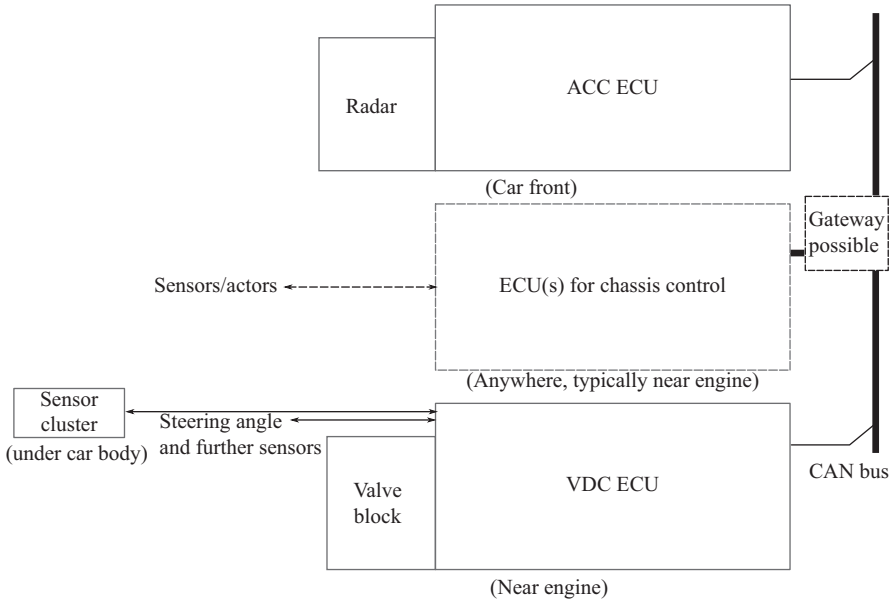 ACC ECU
Radar
(Car front)
Gateway
possible
Sensors/actors
ECU(s) for chassis control
(Anywhere, typically near engine)
Sensor
cluster
(under car body)
Steering angle
and further sensors
CAN bus
VDC ECU
Valve
block
(Near engine)